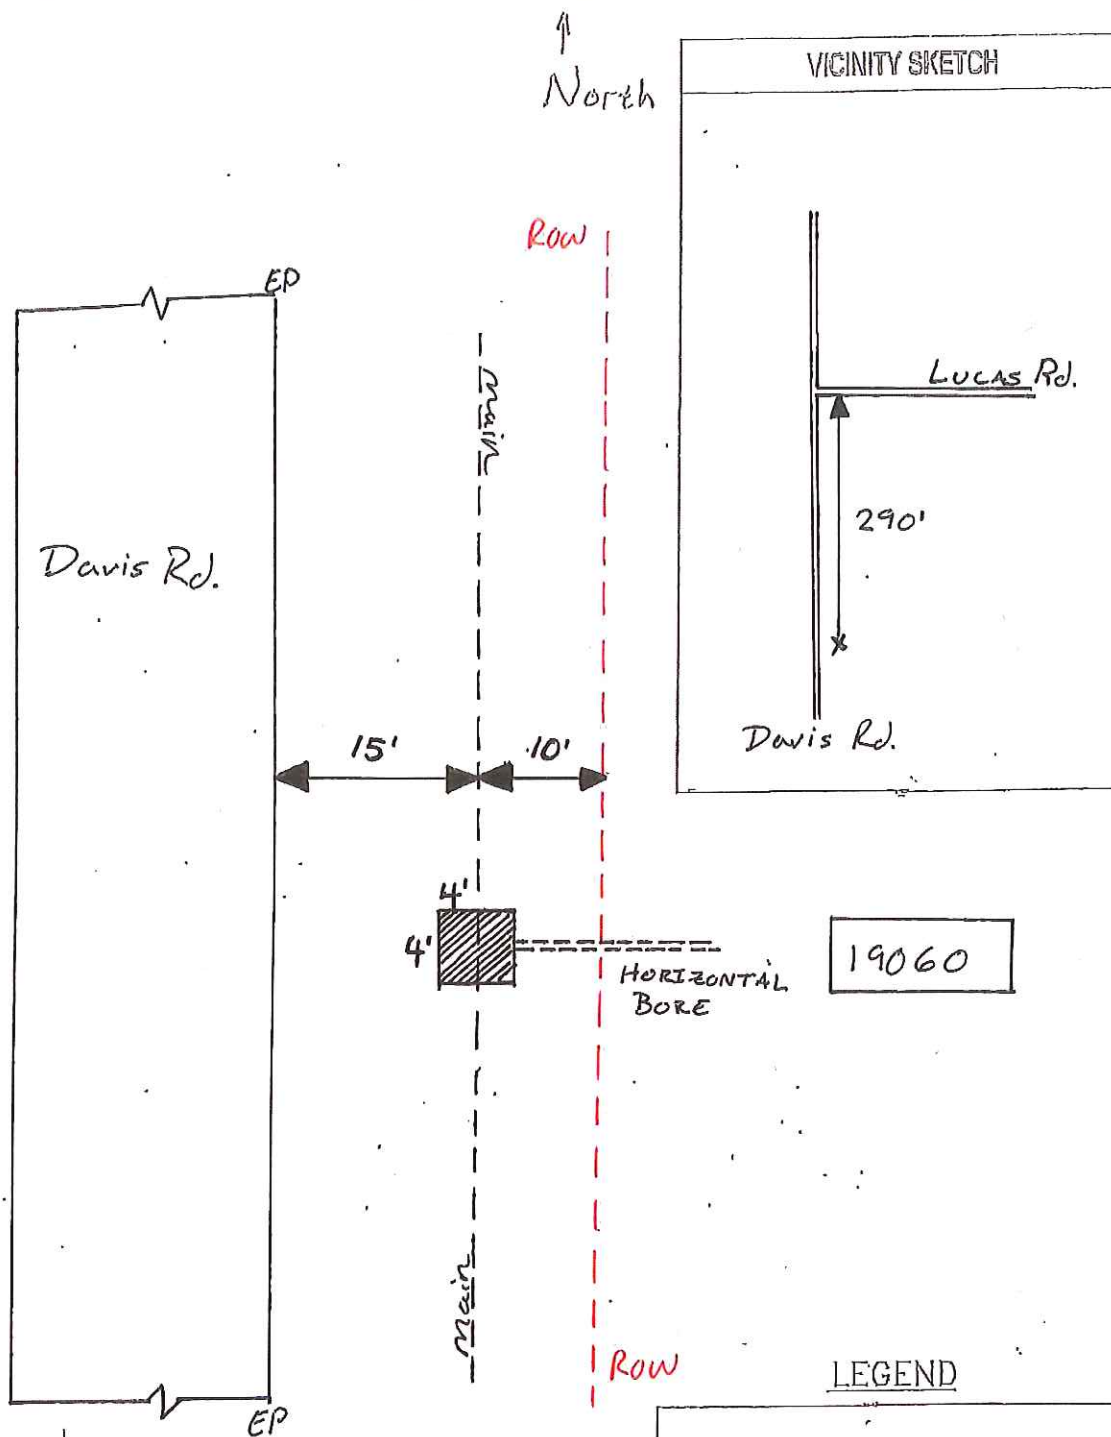 North
VICINITY SKETCH
ROW
EP
Main
LUCAS Rd.
290'
Davis Rd.
Davis Rd.
15'
10'
4'
4'
HORIZONTAL
BORE
19060
Main
ROW
LEGEND
EP